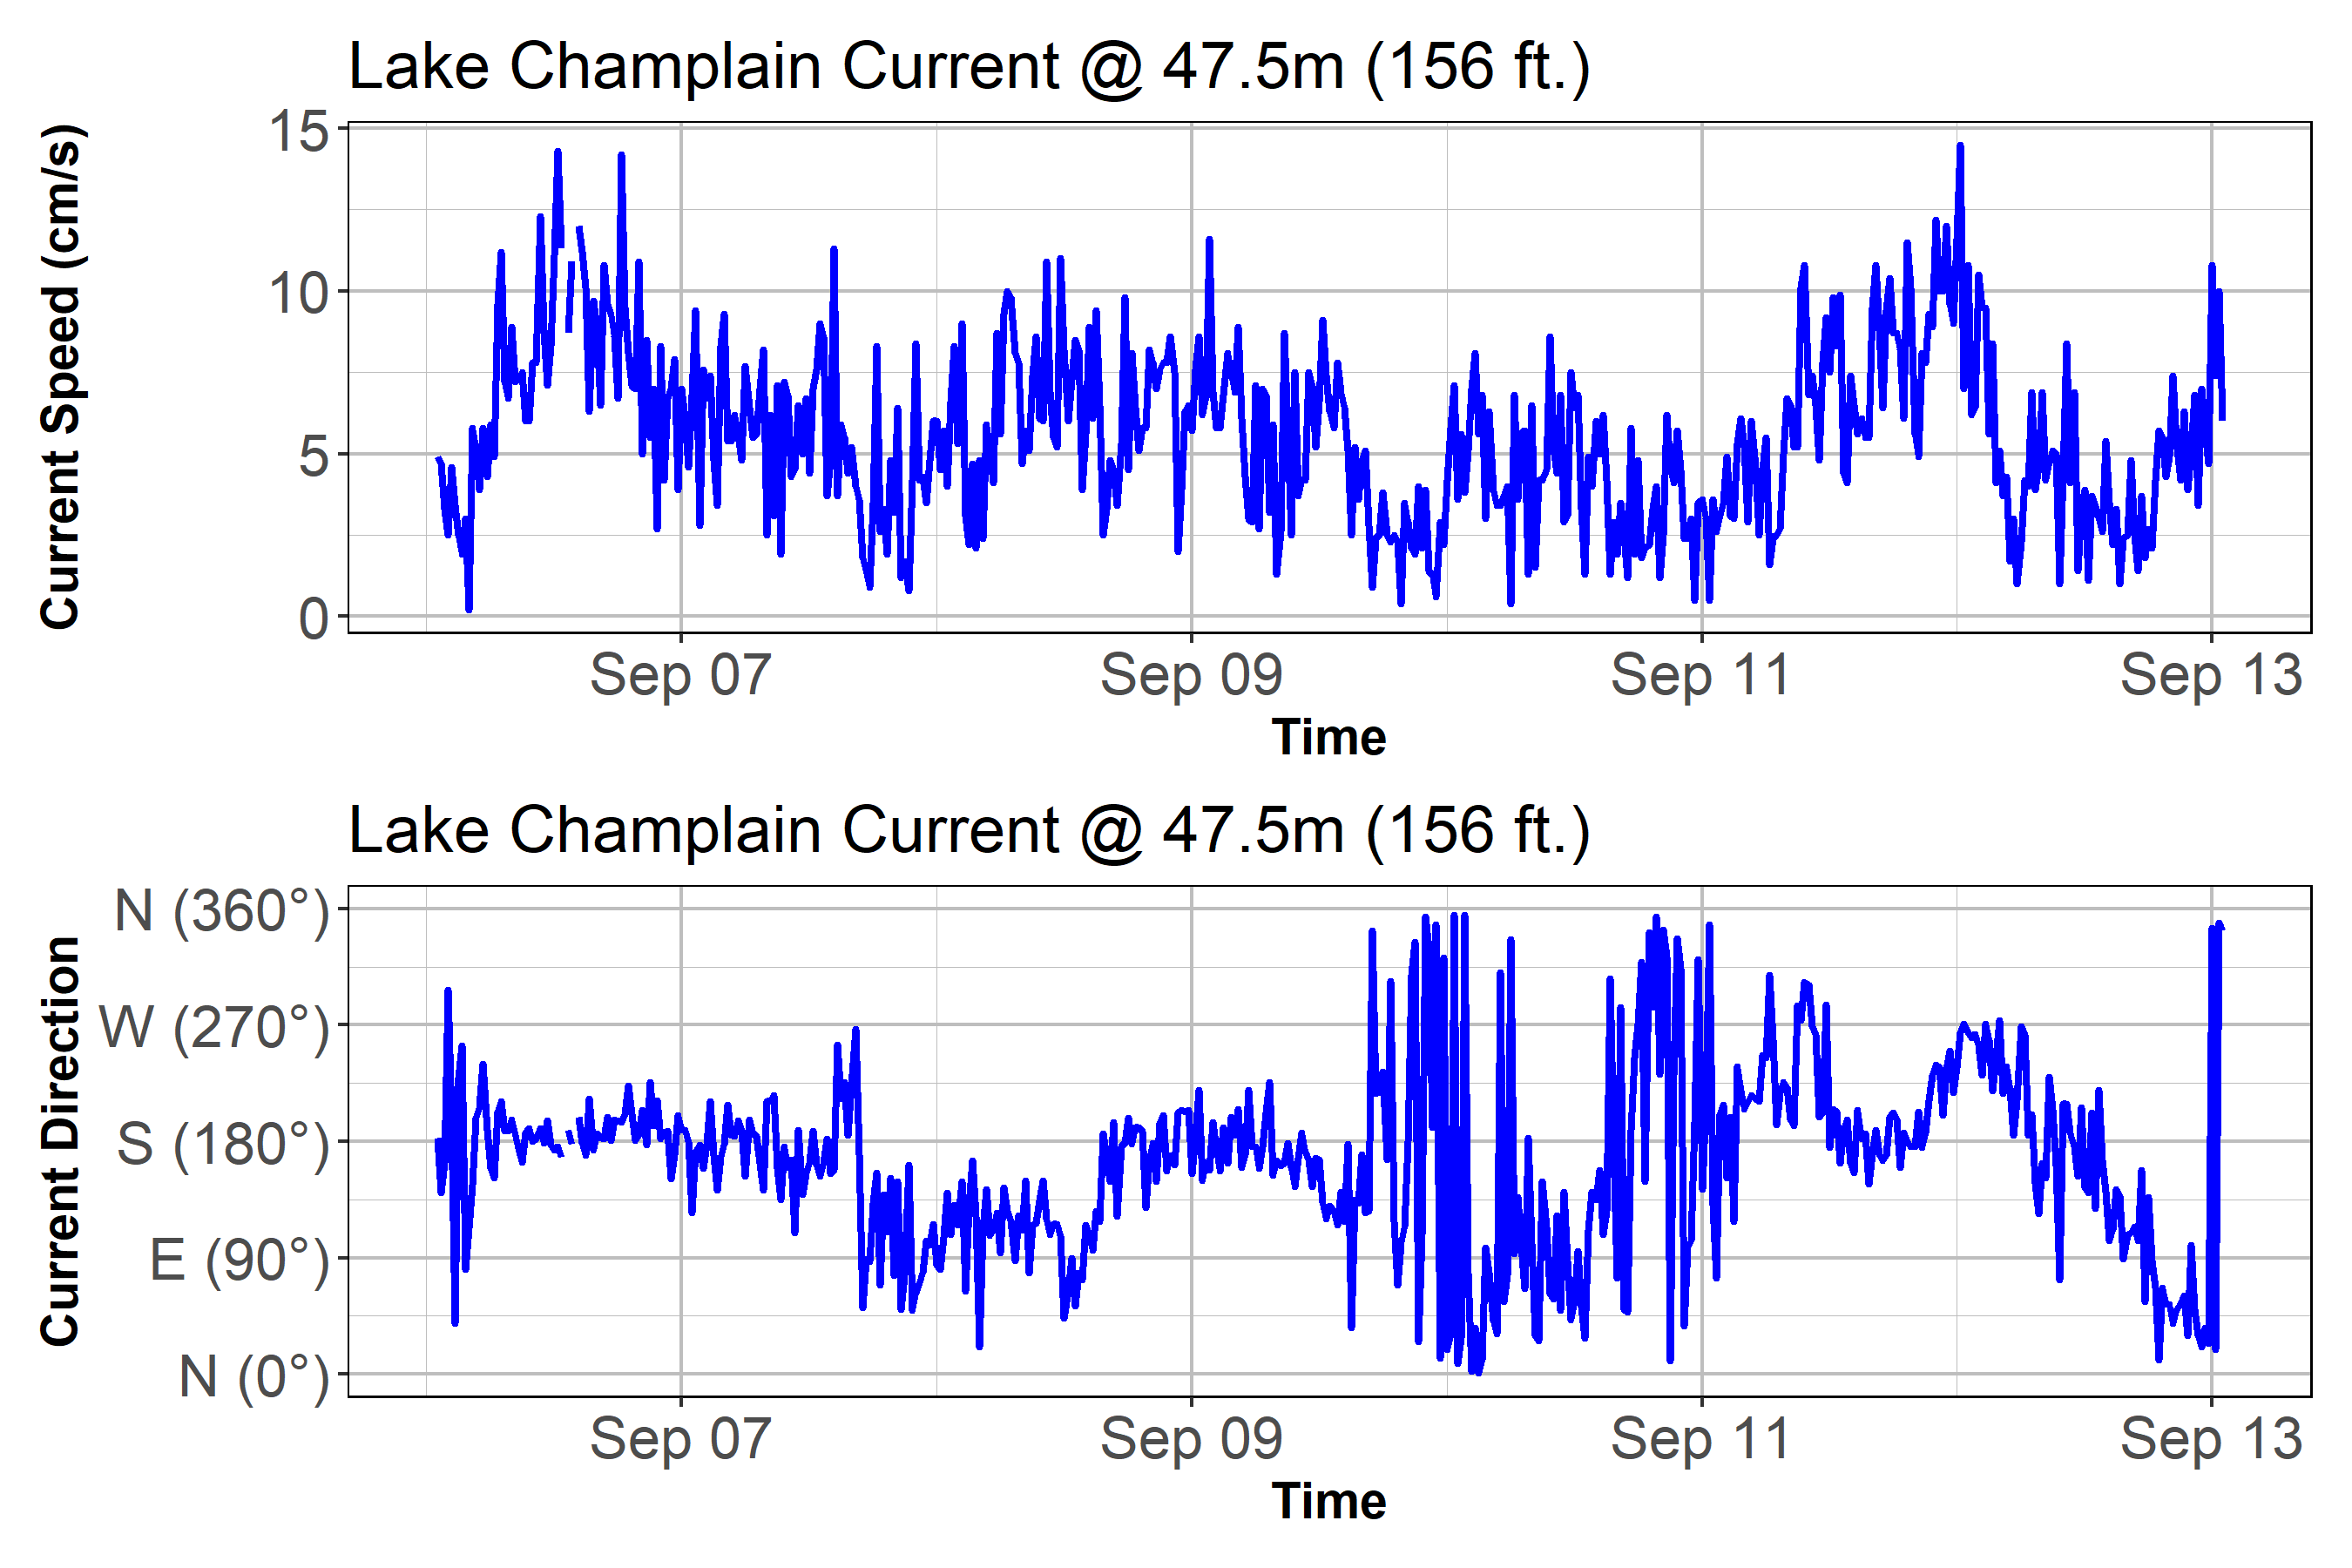 Lake Champlain Current @ 47.5m (156 ft.)
Current Speed (cm/s)
15
10
5
0
Sep 07 Sep 09 Sep 11 Sep 13
Time
Lake Champlain Current @ 47.5m (156 ft.)
Current Direction
N (360°)
W (270°)
S (180°)
E (90°)
N (0°)
Sep 07 Sep 09 Sep 11 Sep 13
Time